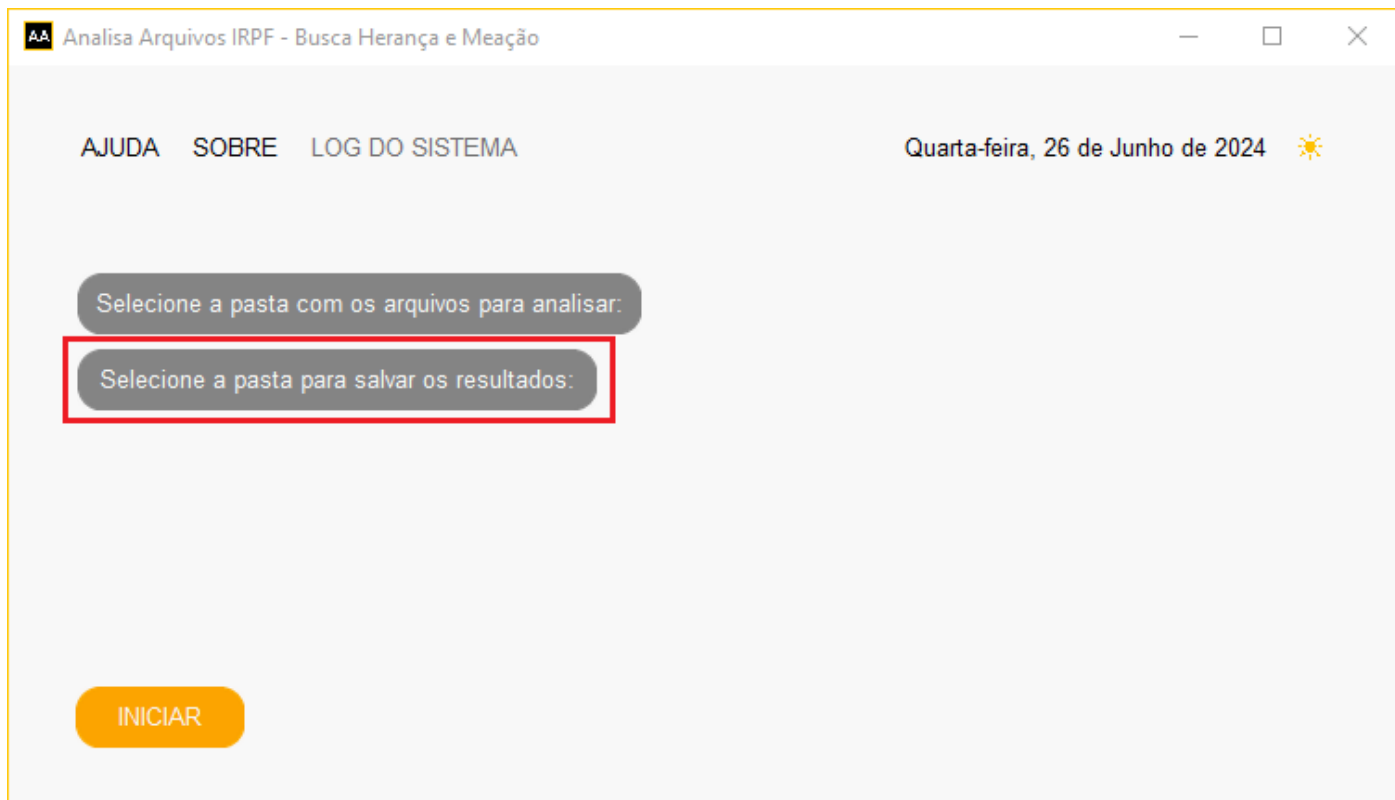 AA Analisa Arquivos IRPF - Busca Herança e Meação
AJUDA SOBRE LOG DO SISTEMA Quarta-feira, 26 de Junho de 2024
Selecione a pasta com os arquivos para analisar:
Selecione a pasta para salvar os resultados:
INICIAR